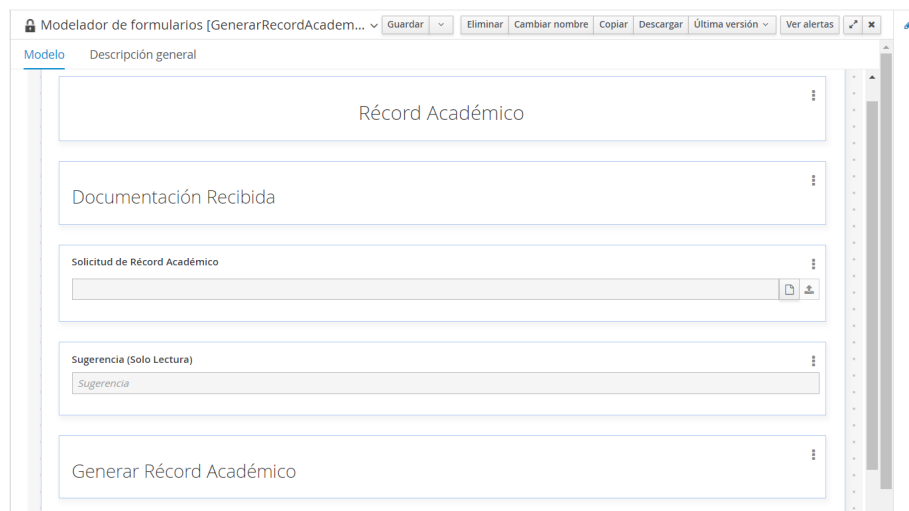 Modelador de formularios [GenerarRecordAcadem... Guardar Eliminar Cambiar nombre Copiar Descargar Última versión Ver alertas
Modelo Descripción general
Récord Académico
Documentación Recibida
Solicitud de Récord Académico
Sugerencia (Solo Lectura)
Sugerencia
Generar Récord Académico